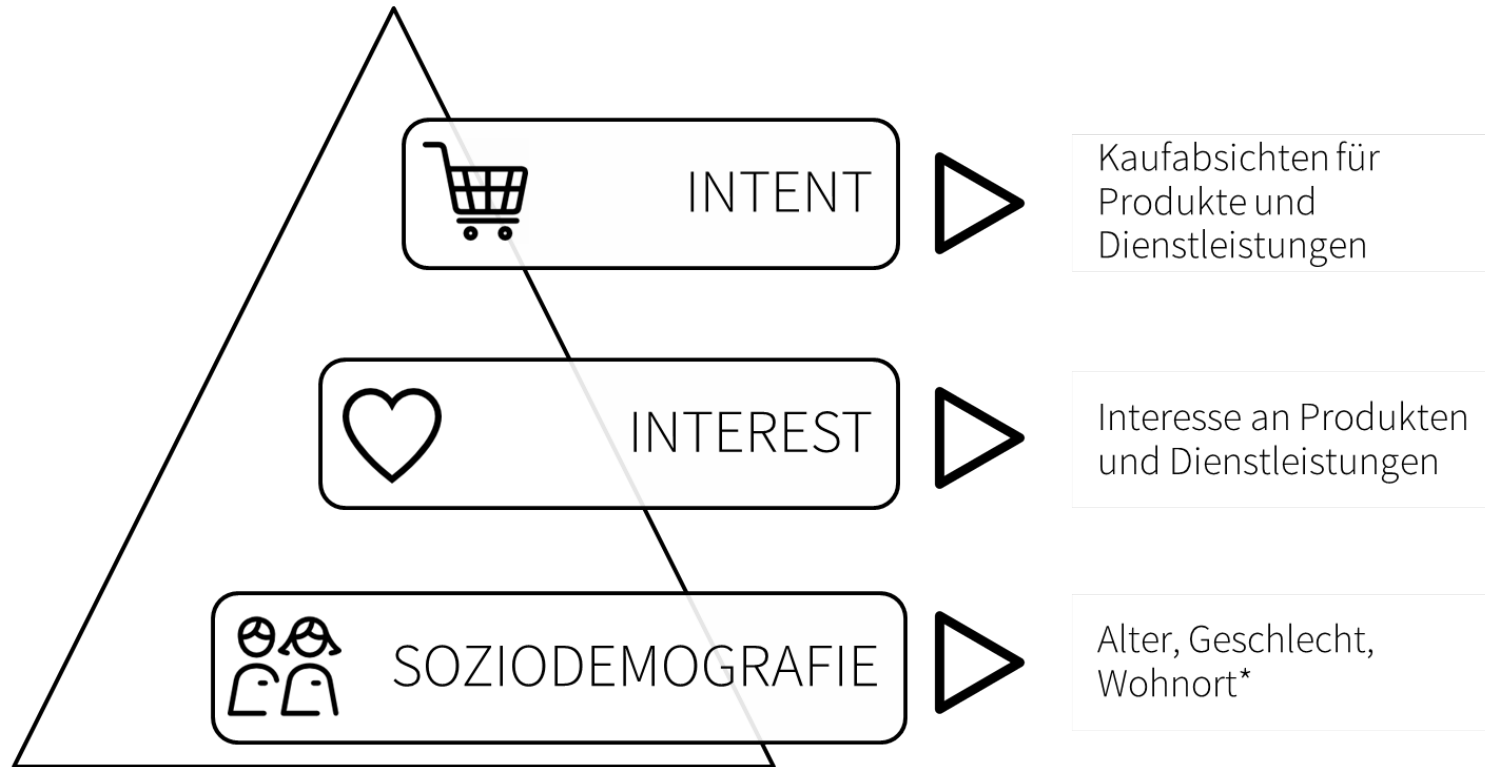 INTENT
Kaufabsichten für
Produkte und
Dienstleistungen
INTEREST
Interesse an Produkten
und Dienstleistungen
SOZIODEMOGRAFIE
Alter, Geschlecht,
Wohnort*